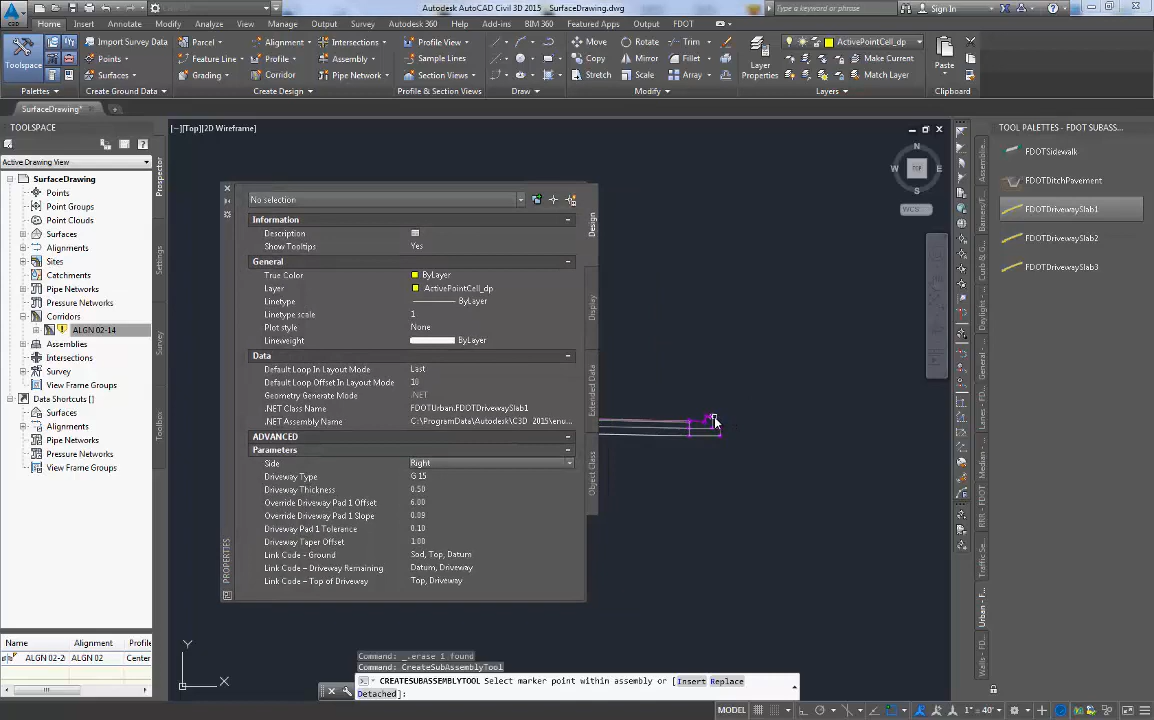 Autodesk AutoCAD Civil 3D 2015 - SurfaceDrawing.dwg
Type a keyword or phrase
Sign In
Home Insert Annotate Modify Analyze View Manage Output Survey Autodesk 360 Help Add-ins BIM 360 Featured Apps Output FDOT
Toolspace
Import Survey Data
Points
Surfaces
Parcel
Feature Line
Grading
Alignment
Profile
Corridor
Intersections
Assembly
Pipe Network
Profile View
Sample Lines
Section Views
Move Rotate Trim
Copy Mirror Fillet
Stretch Scale Array
Layer Properties
ActivePointCell_dp
Make Current
Match Layer
Paste
Palettes Create Ground Data Create Design Profile & Section Views Draw Modify Layers Clipboard
SurfaceDrawing*
TOOLSPACE
Active Drawing View
SurfaceDrawing
Points
Point Groups
Point Clouds
Surfaces
Alignments
Sites
Catchments
Pipe Networks
Pressure Networks
Corridors
ALGN 02-14
Assemblies
Intersections
Survey
View Frame Groups
Data Shortcuts []
Surfaces
Alignments
Pipe Networks
Pressure Networks
View Frame Groups
Prospector
Settings
Survey
Toolbox
Name Alignment Profile
ALGN 02-2 ALGN 02 Center
[−][Top][2D Wireframe]
No selection
Information
Description
Show Tooltips Yes
General
True Color ByLayer
Layer ActivePointCell_dp
Linetype ByLayer
Linetype scale 1
Plot style None
Lineweight ByLayer
Data
Default Loop In Layout Mode Last
Default Loop Offset In Layout Mode 10
Geometry Generate Mode .NET
.NET Class Name FDOTUrban.FDOTDrivewaySlab1
.NET Assembly Name C:\ProgramData\Autodesk\C3D 2015\enu...
ADVANCED
Parameters
Side Right
Driveway Type G 15
Driveway Thickness 0.50
Override Driveway Pad 1 Offset 6.00
Override Driveway Pad 1 Slope 0.09
Driveway Pad 1 Tolerance 0.10
Driveway Taper Offset 1.00
Link Code - Ground Sod, Top, Datum
Link Code - Driveway Remaining Datum, Driveway
Link Code - Top of Driveway Top, Driveway
PROPERTIES
Design
Display
Extended Data
Object Class
N
W TOP E
S
WCS
TOOL PALETTES - FDOT SUBASS...
FDOTSidewalk
FDOTDitchPavement
FDOTDrivewaySlab1
FDOTDrivewaySlab2
FDOTDrivewaySlab3
Y
X
Command: _.erase 1 found
Command: CreateSubAssemblyTool
CREATESUBASSEMBLYTOOL Select marker point within assembly or [Insert Replace
Detached]:
MODEL
1" = 40'